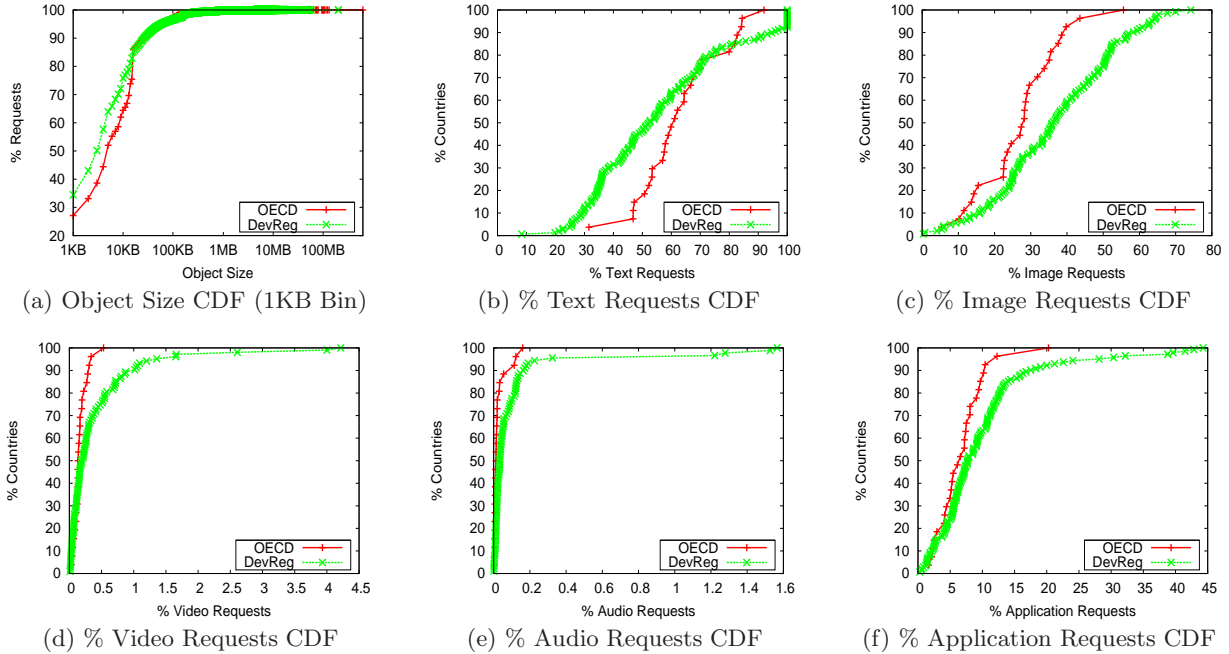 100
90
80
70
60
50
40
30
20
% Requests
OECD
DevReg
1KB 10KB 100KB 1MB 10MB 100MB
Object Size
(a) Object Size CDF (1KB Bin)
100
90
80
70
60
50
40
30
20
10
0
% Countries
OECD
DevReg
0 10 20 30 40 50 60 70 80 90 100
% Text Requests
(b) % Text Requests CDF
100
90
80
70
60
50
40
30
20
10
0
% Countries
OECD
DevReg
0 10 20 30 40 50 60 70 80
% Image Requests
(c) % Image Requests CDF
100
90
80
70
60
50
40
30
20
10
0
% Countries
OECD
DevReg
0 0.5 1 1.5 2 2.5 3 3.5 4 4.5
% Video Requests
(d) % Video Requests CDF
100
90
80
70
60
50
40
30
20
10
0
% Countries
OECD
DevReg
0 0.2 0.4 0.6 0.8 1 1.2 1.4 1.6
% Audio Requests
(e) % Audio Requests CDF
100
90
80
70
60
50
40
30
20
10
0
% Countries
OECD
DevReg
0 5 10 15 20 25 30 35 40 45
% Application Requests
(f) % Application Requests CDF